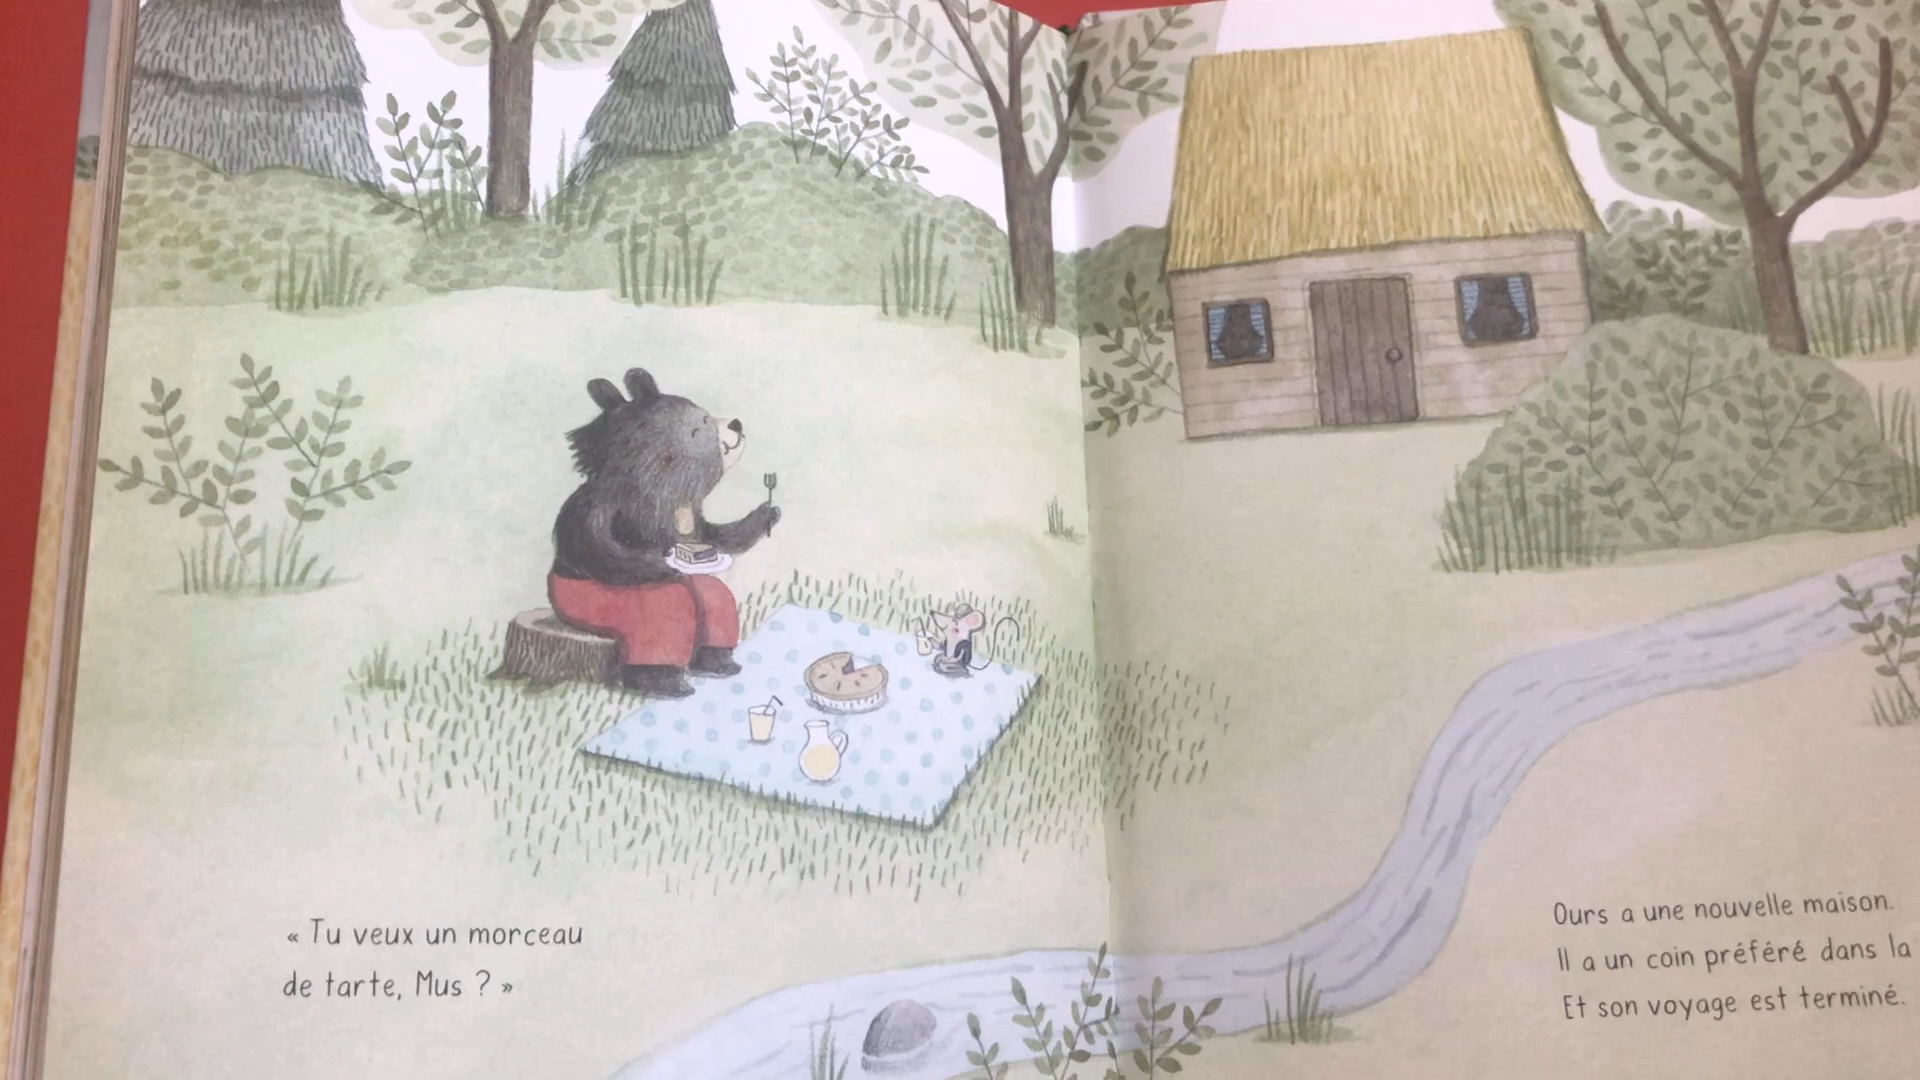 « Tu veux un morceau
de tarte, Mus ? »
Ours a une nouvelle maison.
Il a un coin préféré dans la
Et son voyage est terminé.